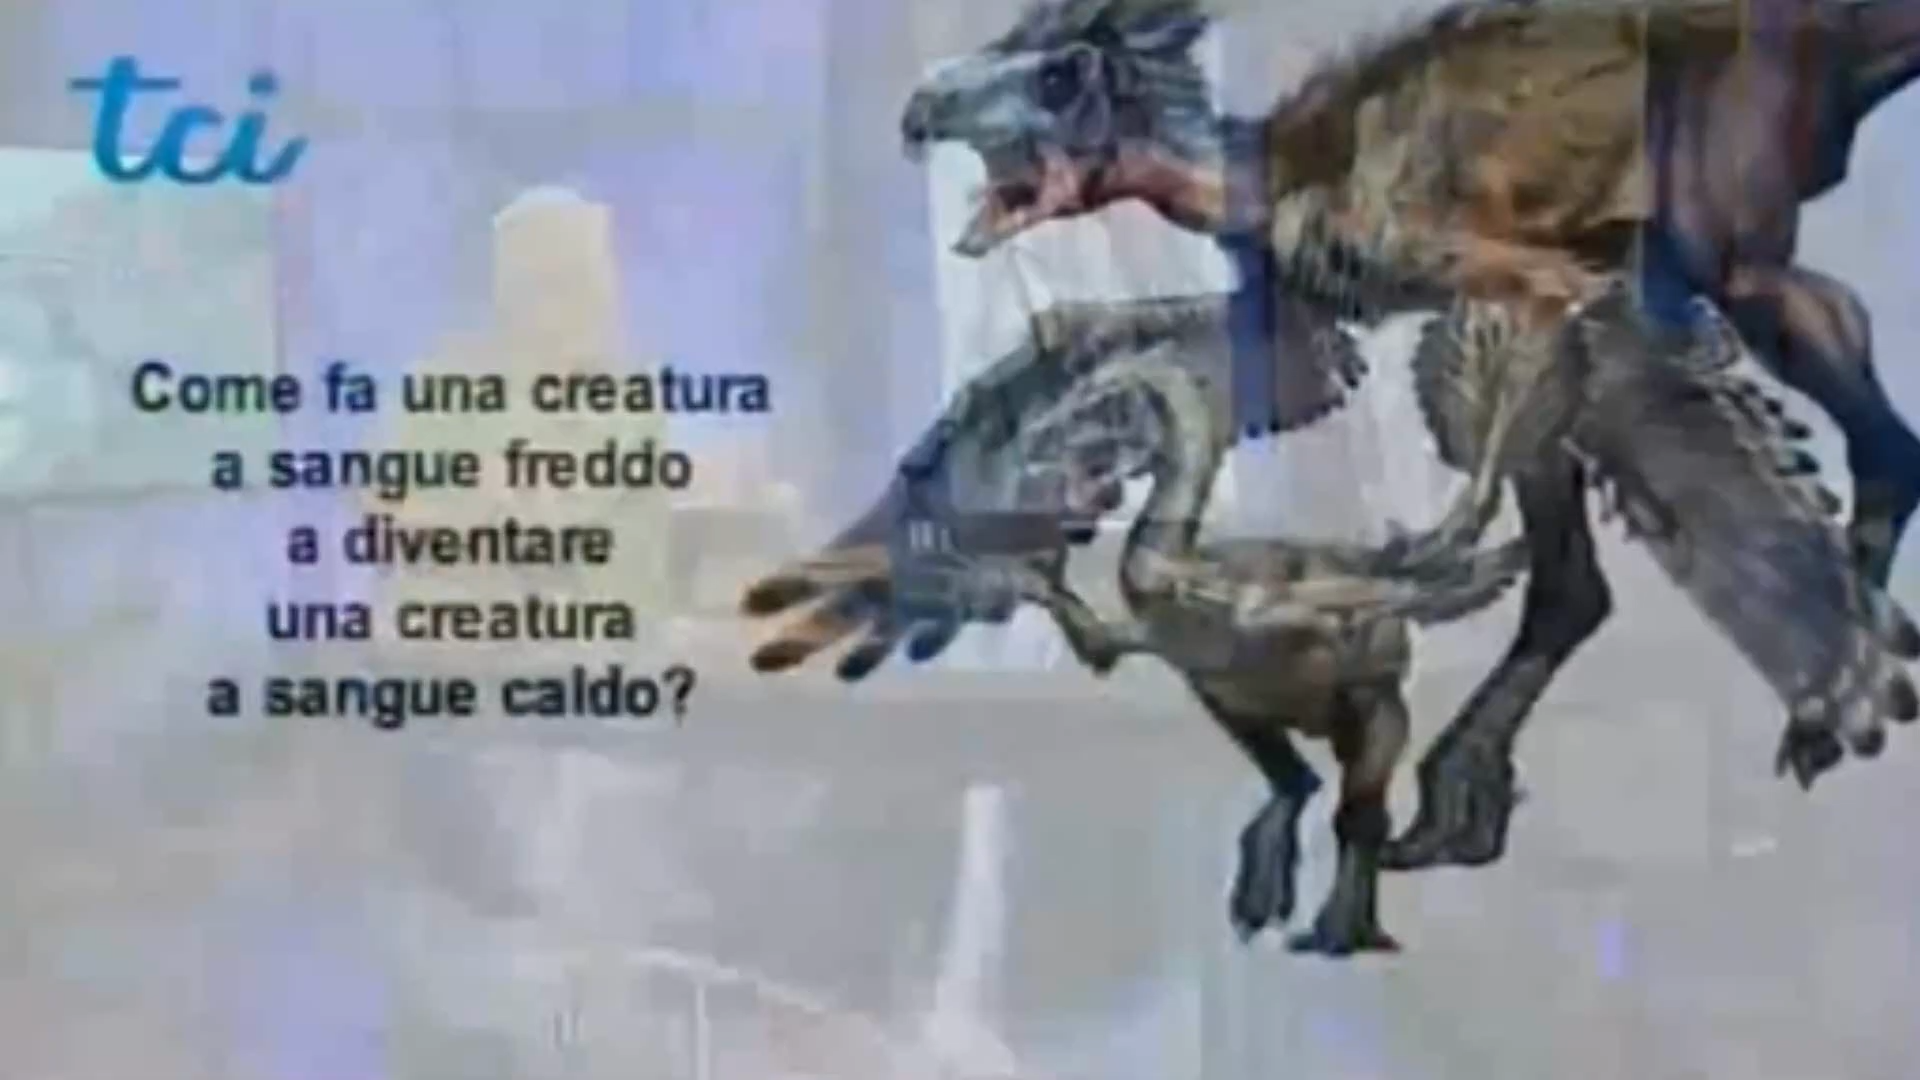 tci
Come fa una creatura
a sangue freddo
a diventare
una creatura
a sangue caldo?